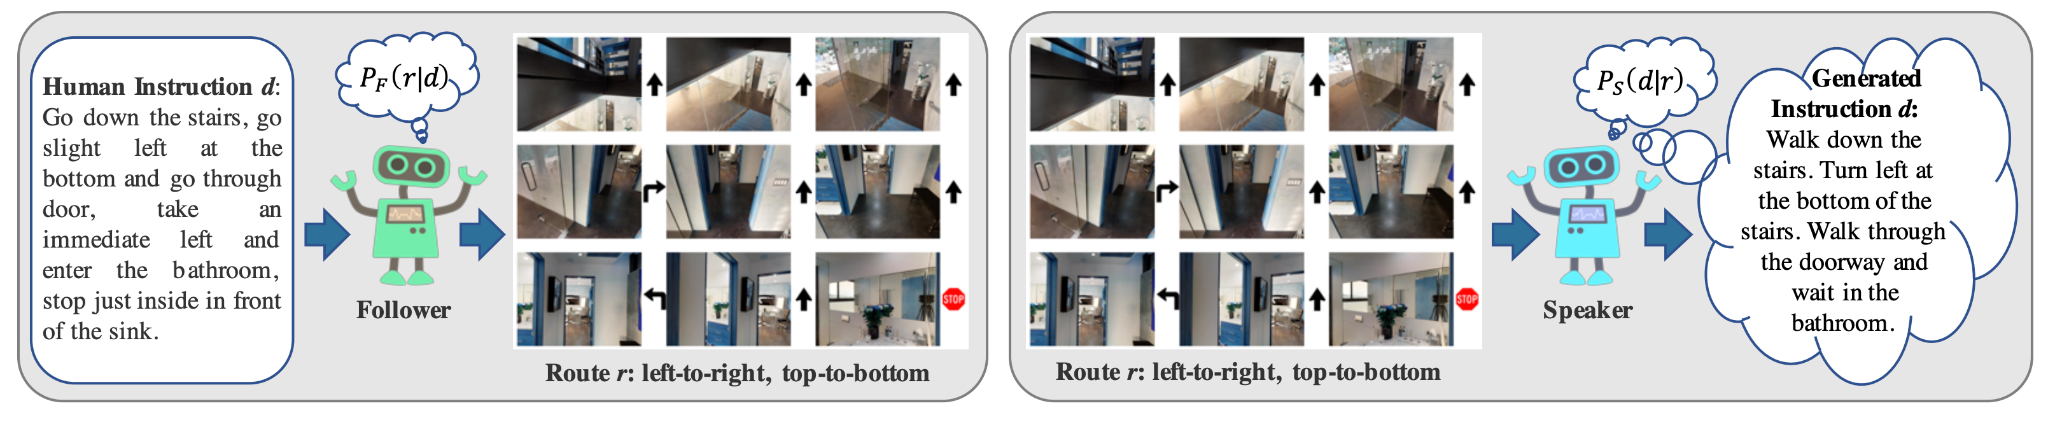 Human Instruction d:
Go down the stairs, go
slight left at the
bottom and go through
door, take an
immediate left and
enter the bathroom,
stop just inside in front
of the sink.
P_F(r|d)
Follower
STOP
Route r: left-to-right, top-to-bottom
STOP
Route r: left-to-right, top-to-bottom
P_S(d|r)
Speaker
Generated
Instruction d:
Walk down the
stairs. Turn left at
the bottom of the
stairs. Walk through
the doorway and
wait in the
bathroom.